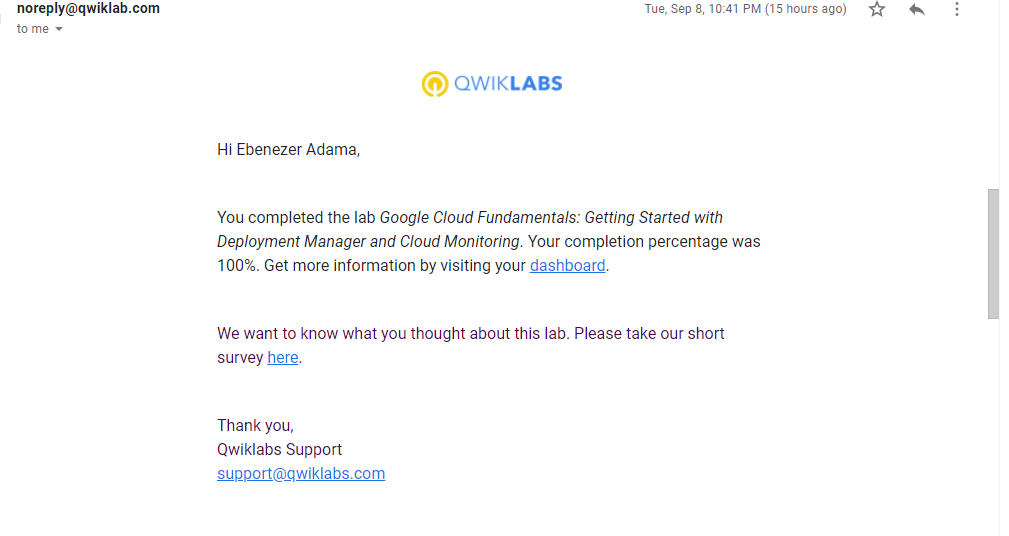 noreply@qwiklab.com
Tue, Sep 8, 10:41 PM (15 hours ago)
to me
QWIKLABS
Hi Ebenezer Adama,
You completed the lab Google Cloud Fundamentals: Getting Started with
Deployment Manager and Cloud Monitoring. Your completion percentage was
100%. Get more information by visiting your dashboard.
We want to know what you thought about this lab. Please take our short
survey here.
Thank you,
Qwiklabs Support
support@qwiklabs.com